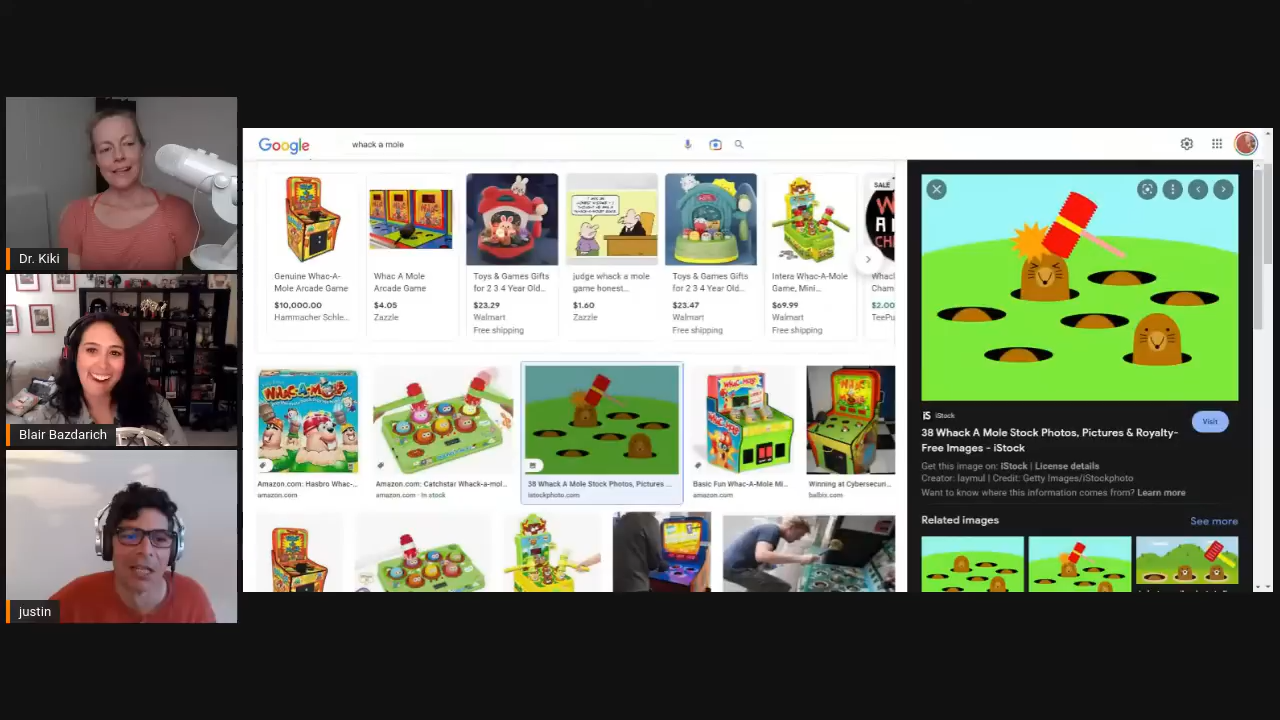 Dr. Kiki
Blair Bazdarich
justin
Google
whack a mole
Genuine Whac-A-
Mole Arcade Game
$10,000.00
Hammacher Schle...
Whac A Mole
Arcade Game
$4.05
Zazzle
Toys & Games Gifts
for 2 3 4 Year Old...
$23.29
Walmart
Free shipping
judge whack a mole
game honest...
$1.60
Zazzle
Toys & Games Gifts
for 2 3 4 Year Old...
$23.47
Walmart
Free shipping
Intera Whac-A-Mole
Game, Mini...
$69.99
Walmart
Free shipping
SALE
$2.00
WHAC-A-MOLE
Amazon.com: Hasbro Whac-...
amazon.com
Amazon.com: Catchstar Whack-a-mol...
amazon.com · In stock
38 Whack A Mole Stock Photos, Pictures ...
istockphoto.com
Basic Fun Whac-A-Mole Mi...
amazon.com
Winning at Cybersecuri...
balbix.com
iS iStock
Visit
38 Whack A Mole Stock Photos, Pictures & Royalty-
Free Images - iStock
Get this image on: iStock | License details
Creator: laymul | Credit: Getty Images/iStockphoto
Want to know where this information comes from? Learn more
Related images
See more